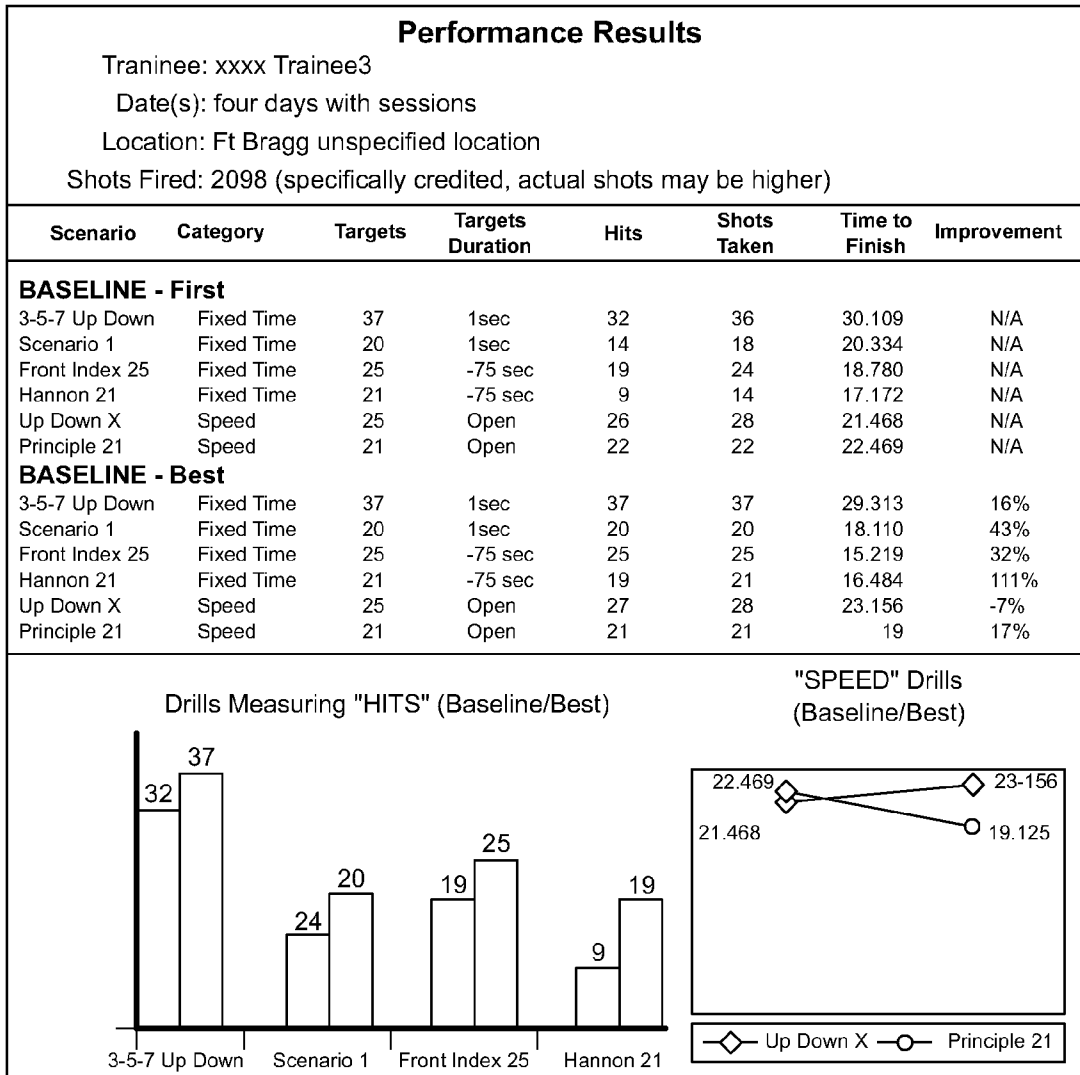 Performance Results
Traninee: xxxx Trainee3
Date(s): four days with sessions
Location: Ft Bragg unspecified location
Shots Fired: 2098 (specifically credited, actual shots may be higher)
Scenario Category Targets Targets Duration Hits Shots Taken Time to Finish Improvement
BASELINE - First
3-5-7 Up Down Fixed Time 37 1sec 32 36 30.109 N/A
Scenario 1 Fixed Time 20 1sec 14 18 20.334 N/A
Front Index 25 Fixed Time 25 -75 sec 19 24 18.780 N/A
Hannon 21 Fixed Time 21 -75 sec 9 14 17.172 N/A
Up Down X Speed 25 Open 26 28 21.468 N/A
Principle 21 Speed 21 Open 22 22 22.469 N/A
BASELINE - Best
3-5-7 Up Down Fixed Time 37 1sec 37 37 29.313 16%
Scenario 1 Fixed Time 20 1sec 20 20 18.110 43%
Front Index 25 Fixed Time 25 -75 sec 25 25 15.219 32%
Hannon 21 Fixed Time 21 -75 sec 19 21 16.484 111%
Up Down X Speed 25 Open 27 28 23.156 -7%
Principle 21 Speed 21 Open 21 21 19 17%
Drills Measuring "HITS" (Baseline/Best)
32 37
24 20
19 25
9 19
3-5-7 Up Down Scenario 1 Front Index 25 Hannon 21
"SPEED" Drills
(Baseline/Best)
22.469 23-156
21.468 19.125
Up Down X Principle 21